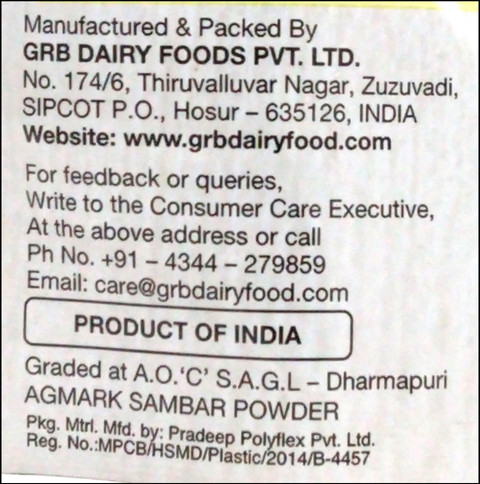 Manufactured & Packed By
GRB DAIRY FOODS PVT. LTD.
No. 174/6, Thiruvalluvar Nagar, Zuzuvadi,
SIPCOT P.O., Hosur – 635126, INDIA
Website: www.grbdairyfood.com
For feedback or queries,
Write to the Consumer Care Executive,
At the above address or call
Ph No. +91 – 4344 – 279859
Email: care@grbdairyfood.com
PRODUCT OF INDIA
Graded at A.O.‘C’ S.A.G.L – Dharmapuri
AGMARK SAMBAR POWDER
Pkg. Mtrl. Mfd. by: Pradeep Polyflex Pvt. Ltd.
Reg. No.:MPCB/HSMD/Plastic/2014/B-4457